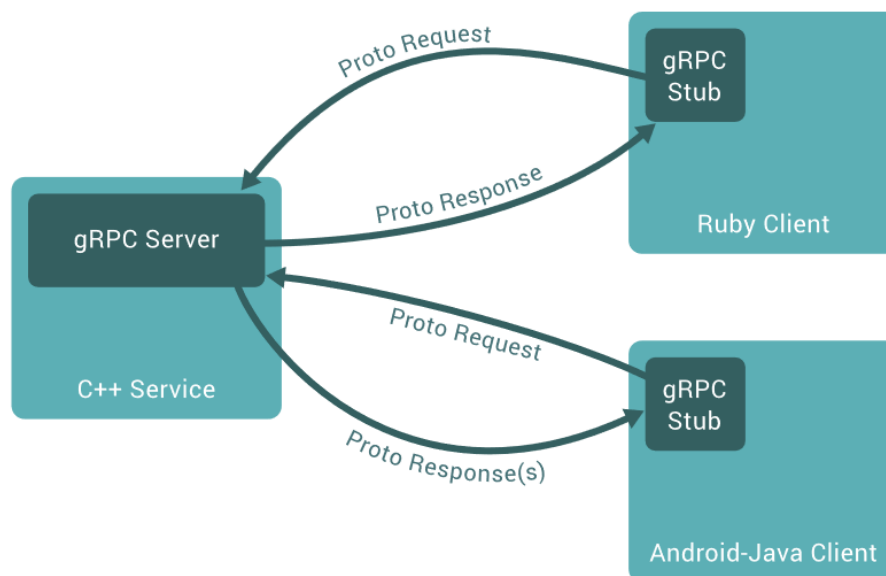 Proto Request
gRPC
Stub
Proto Response
Ruby Client
gRPC Server
C++ Service
Proto Request
gRPC
Stub
Proto Response(s)
Android-Java Client